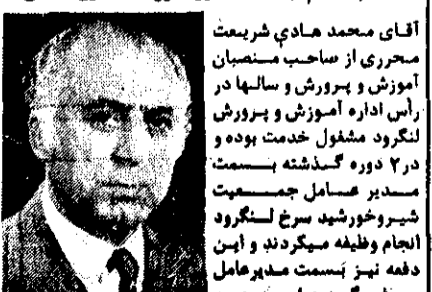 آقای محمد هادی شریعت
محرری از ساحب منصبان
آموزش و پرورش و سالها در
رأس اداره آموزش و پرورش
لنگرود مشغول خدمت بوده و
در ۲ دوره گذشته بسمت
مدیر عامل جمعیت
شیروخورشید سرخ لنگرود
انجام وظیفه میکردند و این
دفعه نیز بسمت مدیرعامل